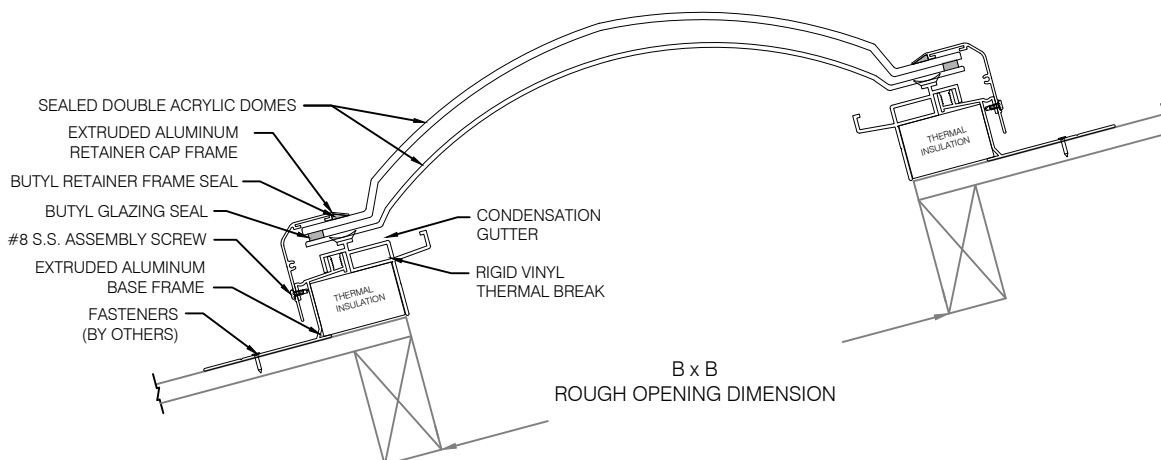 SEALED DOUBLE ACRYLIC DOMES
EXTRUDED ALUMINUM
RETAINER CAP FRAME
BUTYL RETAINER FRAME SEAL
BUTYL GLAZING SEAL
#8 S.S. ASSEMBLY SCREW
EXTRUDED ALUMINUM
BASE FRAME
FASTENERS
(BY OTHERS)
CONDENSATION
GUTTER
RIGID VINYL
THERMAL BREAK
THERMAL
INSULATION
THERMAL
INSULATION
B x B
ROUGH OPENING DIMENSION